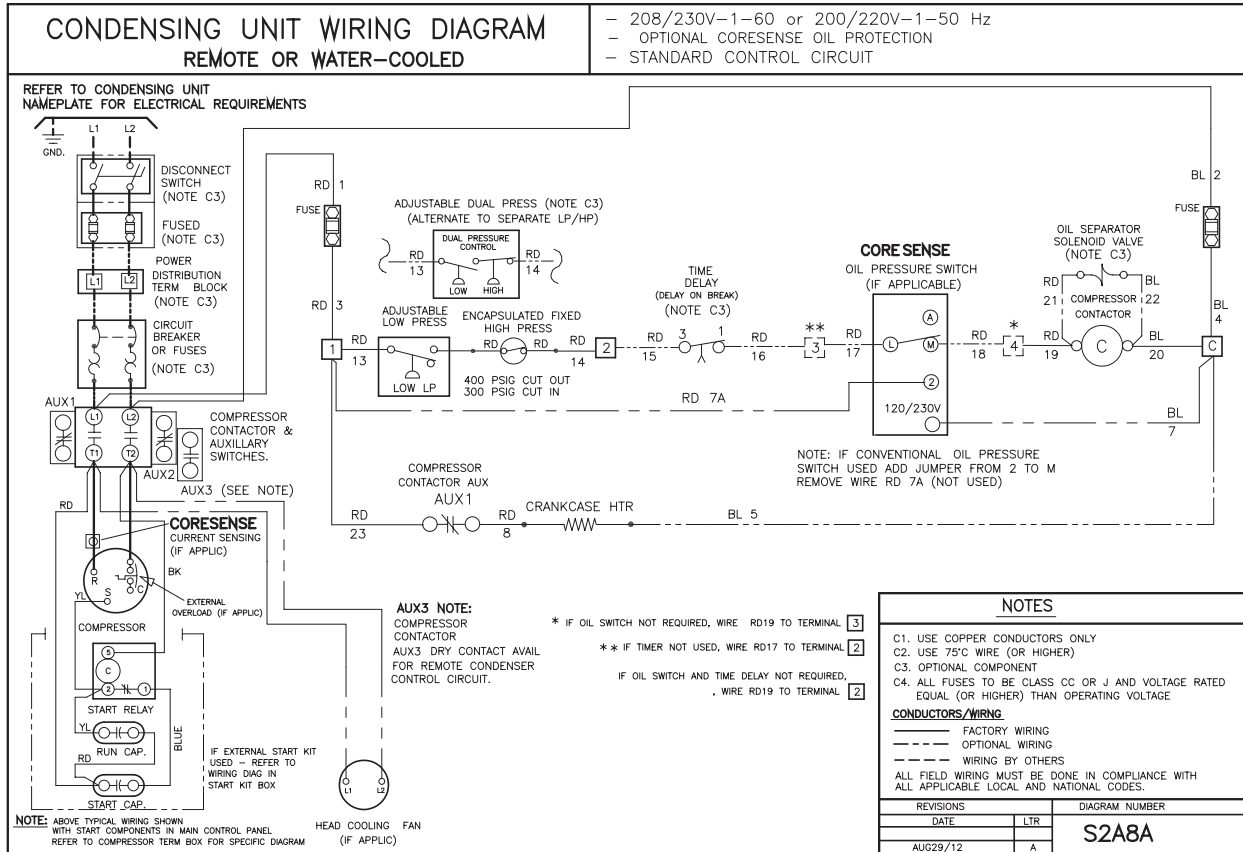 CONDENSING UNIT WIRING DIAGRAM
REMOTE OR WATER-COOLED
- 208/230V-1-60 or 200/220V-1-50 Hz
- OPTIONAL CORESENSE OIL PROTECTION
- STANDARD CONTROL CIRCUIT
REFER TO CONDENSING UNIT
NAMEPLATE FOR ELECTRICAL REQUIREMENTS
L1 L2
GND.
DISCONNECT
SWITCH
(NOTE C3)
FUSED
(NOTE C3)
POWER
DISTRIBUTION
TERM BLOCK
(NOTE C3)
L1 L2
CIRCUIT
BREAKER
OR FUSES
(NOTE C3)
AUX1
L1 L2
T1 T2
COMPRESSOR
CONTACTOR &
AUXILLARY
SWITCHES.
AUX2
AUX3 (SEE NOTE)
RD
CORESENSE
CURRENT SENSING
(IF APPLIC)
R
S
C
BK
YL
EXTERNAL
OVERLOAD (IF APPLIC)
COMPRESSOR
5
C
2 1
START RELAY
YL
RUN CAP.
RD
BLUE
START CAP.
IF EXTERNAL START KIT
USED - REFER TO
WIRING DIAG IN
START KIT BOX
NOTE: ABOVE TYPICAL WIRING SHOWN
WITH START COMPONENTS IN MAIN CONTROL PANEL
REFER TO COMPRESSOR TERM BOX FOR SPECIFIC DIAGRAM
RD 1
FUSE
RD 3
1
ADJUSTABLE DUAL PRESS (NOTE C3)
(ALTERNATE TO SEPARATE LP/HP)
DUAL PRESSURE
CONTROL
RD
13
RD
14
LOW HIGH
ADJUSTABLE
LOW PRESS
RD
13
LOW LP
ENCAPSULATED FIXED
HIGH PRESS
RD RD
RD
14
2
400 PSIG CUT OUT
300 PSIG CUT IN
RD
15
TIME
DELAY
(DELAY ON BREAK)
(NOTE C3)
3 1
RD
16
**
3
RD
17
CORE SENSE
OIL PRESSURE SWITCH
(IF APPLICABLE)
A
L
M
2
120/230V
RD
18
*
4
RD
19
OIL SEPARATOR
SOLENOID VALVE
(NOTE C3)
RD
21
BL
22
COMPRESSOR
CONTACTOR
C
BL
20
C
BL 2
FUSE
BL
4
RD 7A
BL
7
NOTE: IF CONVENTIONAL OIL PRESSURE
SWITCH USED ADD JUMPER FROM 2 TO M
REMOVE WIRE RD 7A (NOT USED)
COMPRESSOR
CONTACTOR AUX
AUX1
RD
23
RD
8
CRANKCASE HTR
BL 5
AUX3 NOTE:
COMPRESSOR
CONTACTOR
AUX3 DRY CONTACT AVAIL
FOR REMOTE CONDENSER
CONTROL CIRCUIT.
L1 L2
HEAD COOLING FAN
(IF APPLIC)
* IF OIL SWITCH NOT REQUIRED, WIRE RD19 TO TERMINAL 3
** IF TIMER NOT USED, WIRE RD17 TO TERMINAL 2
IF OIL SWITCH AND TIME DELAY NOT REQUIRED,
, WIRE RD19 TO TERMINAL 2
NOTES
C1. USE COPPER CONDUCTORS ONLY
C2. USE 75°C WIRE (OR HIGHER)
C3. OPTIONAL COMPONENT
C4. ALL FUSES TO BE CLASS CC OR J AND VOLTAGE RATED
EQUAL (OR HIGHER) THAN OPERATING VOLTAGE
CONDUCTORS/WIRNG
FACTORY WIRING
OPTIONAL WIRING
WIRING BY OTHERS
ALL FIELD WIRING MUST BE DONE IN COMPLIANCE WITH
ALL APPLICABLE LOCAL AND NATIONAL CODES.
REVISIONS
DATE LTR
AUG29/12 A
DIAGRAM NUMBER
S2A8A